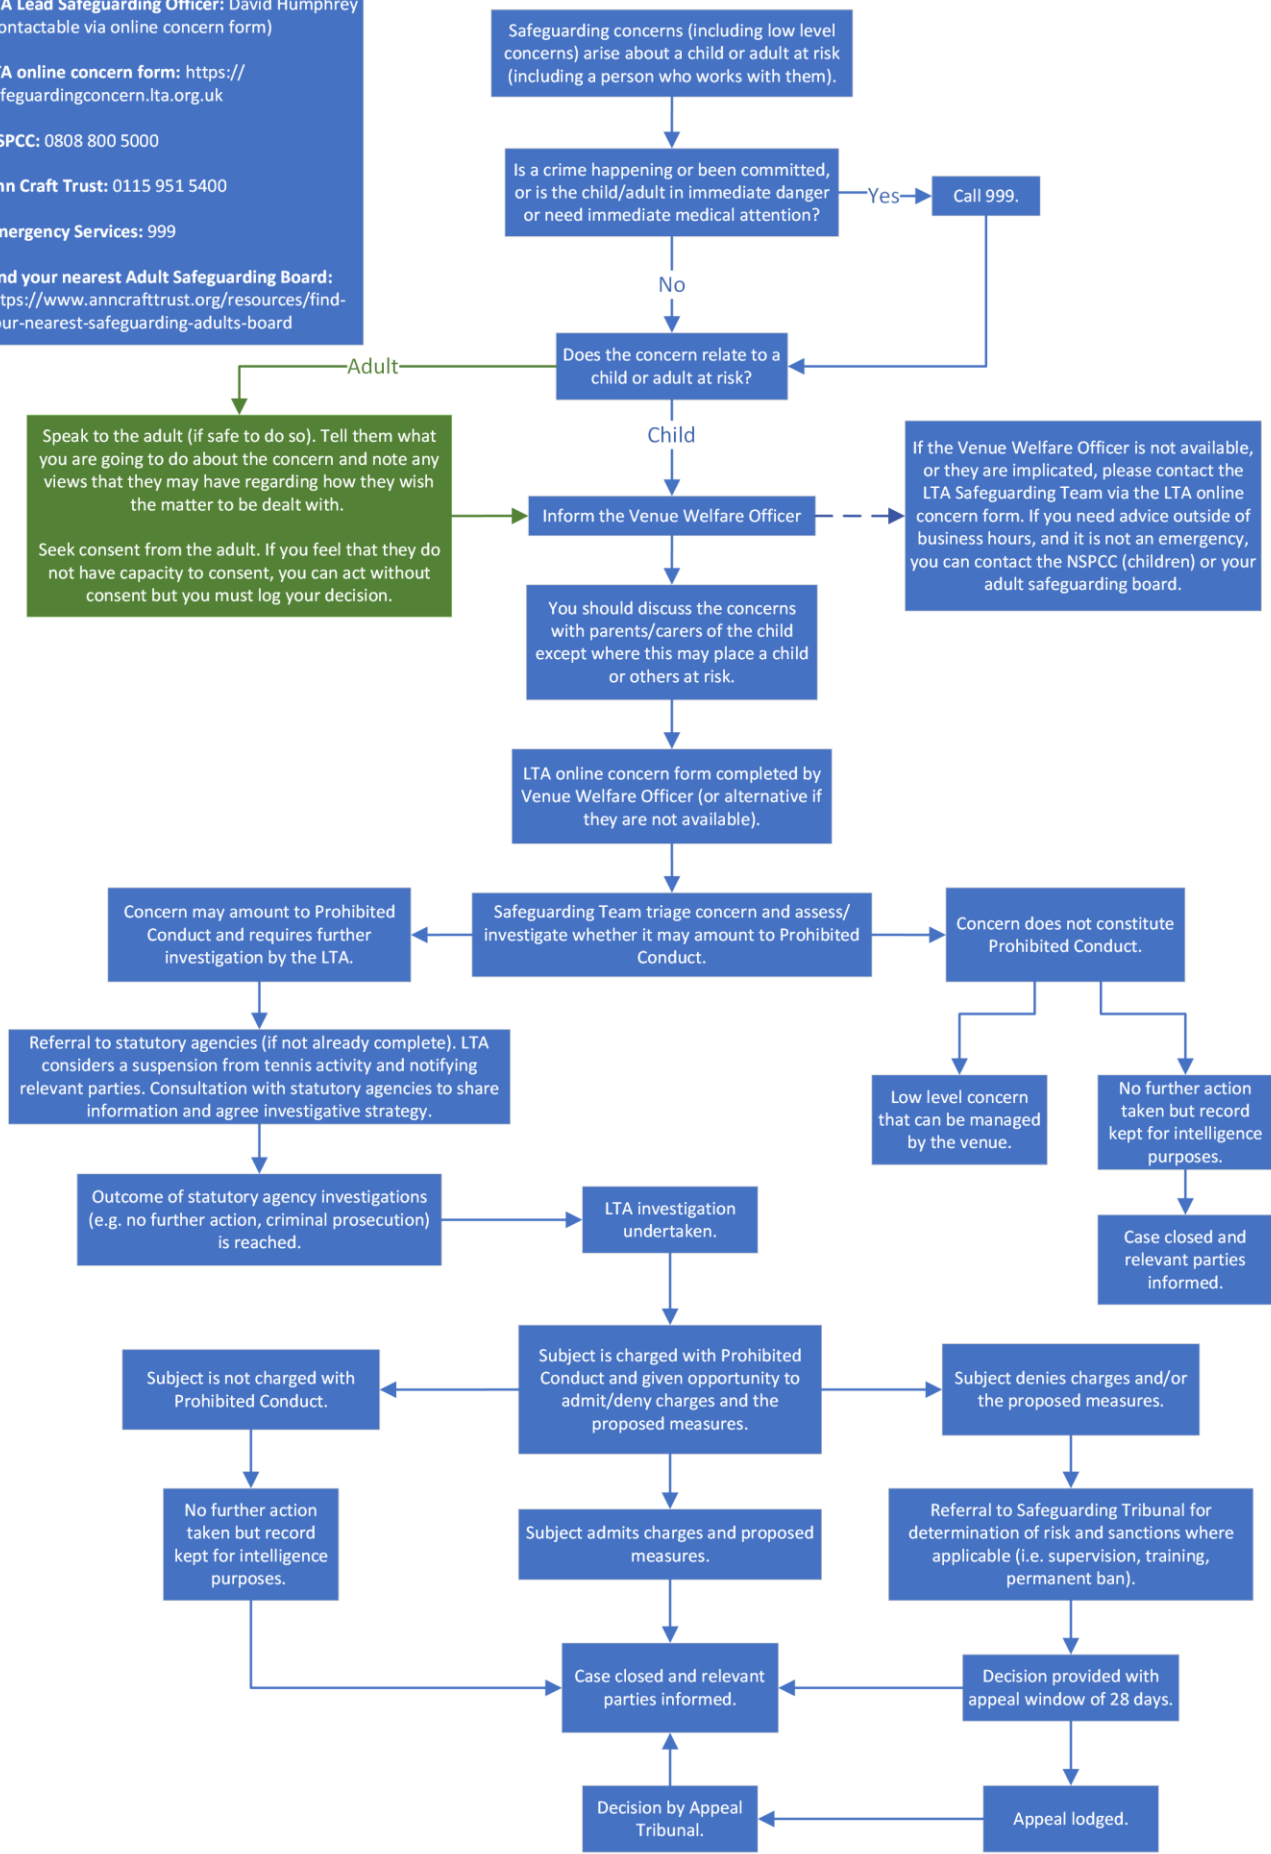 A Lead Safeguarding Officer: David Humphrey
ontactable via online concern form)
A online concern form: https://
afeguardingconcern.lta.org.uk
SPCC: 0808 800 5000
nn Craft Trust: 0115 951 5400
mergency Services: 999
nd your nearest Adult Safeguarding Board:
tps://www.anncrafttrust.org/resources/find-
our-nearest-safeguarding-adults-board
Safeguarding concerns (including low level
concerns) arise about a child or adult at risk
(including a person who works with them).
Is a crime happening or been committed,
or is the child/adult in immediate danger
or need immediate medical attention?
Yes
Call 999.
No
Does the concern relate to a
child or adult at risk?
Adult
Child
Speak to the adult (if safe to do so). Tell them what
you are going to do about the concern and note any
views that they may have regarding how they wish
the matter to be dealt with.
Seek consent from the adult. If you feel that they do
not have capacity to consent, you can act without
consent but you must log your decision.
Inform the Venue Welfare Officer
If the Venue Welfare Officer is not available,
or they are implicated, please contact the
LTA Safeguarding Team via the LTA online
concern form. If you need advice outside of
business hours, and it is not an emergency,
you can contact the NSPCC (children) or your
adult safeguarding board.
You should discuss the concerns
with parents/carers of the child
except where this may place a child
or others at risk.
LTA online concern form completed by
Venue Welfare Officer (or alternative if
they are not available).
Concern may amount to Prohibited
Conduct and requires further
investigation by the LTA.
Safeguarding Team triage concern and assess/
investigate whether it may amount to Prohibited
Conduct.
Concern does not constitute
Prohibited Conduct.
Referral to statutory agencies (if not already complete). LTA
considers a suspension from tennis activity and notifying
relevant parties. Consultation with statutory agencies to share
information and agree investigative strategy.
Low level concern
that can be managed
by the venue.
No further action
taken but record
kept for intelligence
purposes.
Outcome of statutory agency investigations
(e.g. no further action, criminal prosecution)
is reached.
LTA investigation
undertaken.
Case closed and
relevant parties
informed.
Subject is not charged with
Prohibited Conduct.
Subject is charged with Prohibited
Conduct and given opportunity to
admit/deny charges and the
proposed measures.
Subject denies charges and/or
the proposed measures.
No further action
taken but record
kept for intelligence
purposes.
Subject admits charges and proposed
measures.
Referral to Safeguarding Tribunal for
determination of risk and sanctions where
applicable (i.e. supervision, training,
permanent ban).
Case closed and relevant
parties informed.
Decision provided with
appeal window of 28 days.
Decision by Appeal
Tribunal.
Appeal lodged.